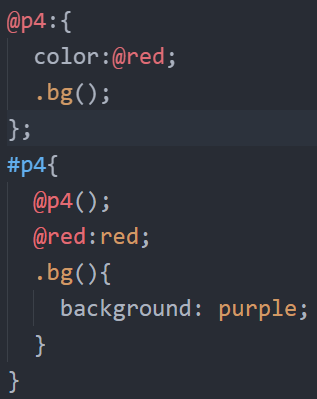 @p4:{
color:@red;
.bg();
};
#p4{
@p4();
@red:red;
.bg(){
background: purple;
}
}